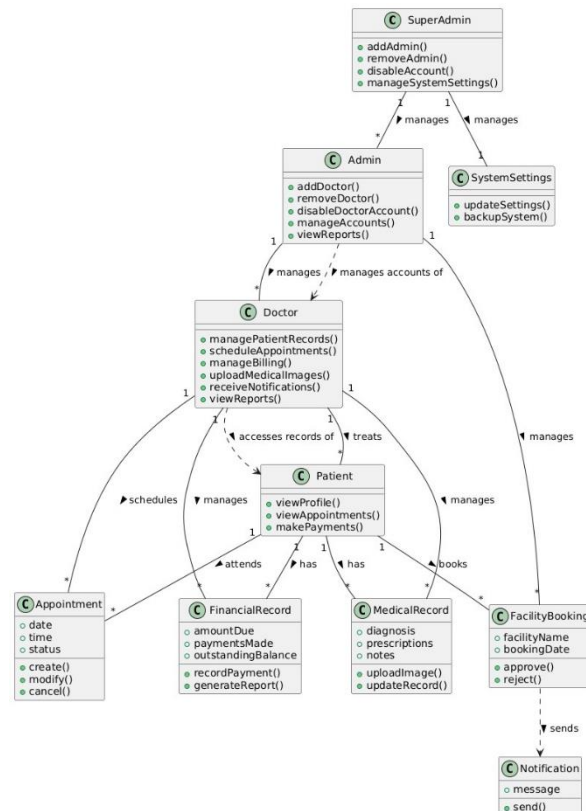 C SuperAdmin
addAdmin()
removeAdmin()
disableAccount()
manageSystemSettings()
1 1
manages manages
* 1
C Admin
addDoctor()
removeDoctor()
disableDoctorAccount()
manageAccounts()
viewReports()
C SystemSettings
updateSettings()
backupSystem()
1 1
manages manages accounts of
*
C Doctor
managePatientRecords()
scheduleAppointments()
manageBilling()
uploadMedicalImages()
receiveNotifications()
viewReports()
1 1 1 1
accesses records of treats manages
*
C Patient
viewProfile()
viewAppointments()
makePayments()
schedules manages manages
1 1 1 1
attends has has books
* * * * * * * *
C Appointment
date
time
status
create()
modify()
cancel()
C FinancialRecord
amountDue
paymentsMade
outstandingBalance
recordPayment()
generateReport()
C MedicalRecord
diagnosis
prescriptions
notes
uploadImage()
updateRecord()
C FacilityBooking
facilityName
bookingDate
approve()
reject()
sends
C Notification
message
send()